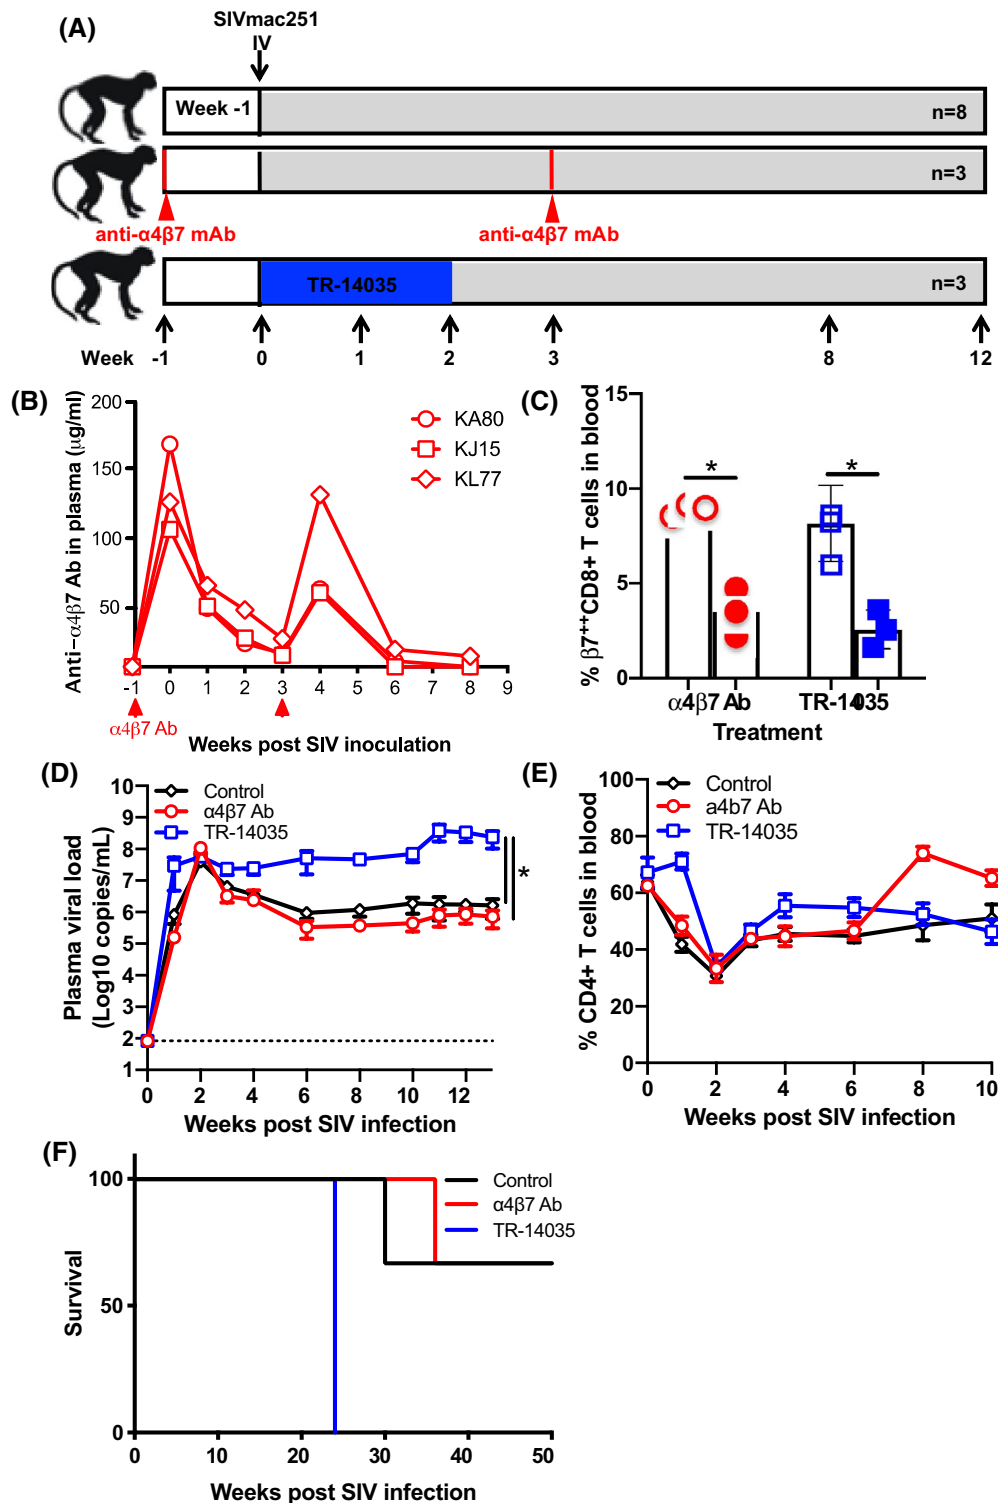 (A)
SIVmac251
IV
Week -1
n=8
n=3
anti-α4β7 mAb
anti-α4β7 mAb
TR-14035
n=3
Week -1 0 1 2 3 8 12
(B)
Anti-α4β7 Ab in plasma (μg/ml)
200
150
100
50
KA80
KJ15
KL77
-1 0 1 2 3 4 6 7 8 9
α4β7 Ab
Weeks post SIV inoculation
(C)
% β7++CD8+ T cells in blood
15
10
5
0
*
*
α4β7 Ab
TR-14035
Treatment
(D)
Plasma viral load
(Log10 copies/mL)
10
9
8
7
6
5
4
3
2
1
Control
α4β7 Ab
TR-14035
*
0 2 4 6 8 10 12
Weeks post SIV infection
(E)
% CD4+ T cells in blood
100
80
60
40
20
0
Control
a4b7 Ab
TR-14035
0 2 4 6 8 10
Weeks post SIV infection
(F)
Survival
100
50
0
Control
α4β7 Ab
TR-14035
0 10 20 30 40 50
Weeks post SIV infection